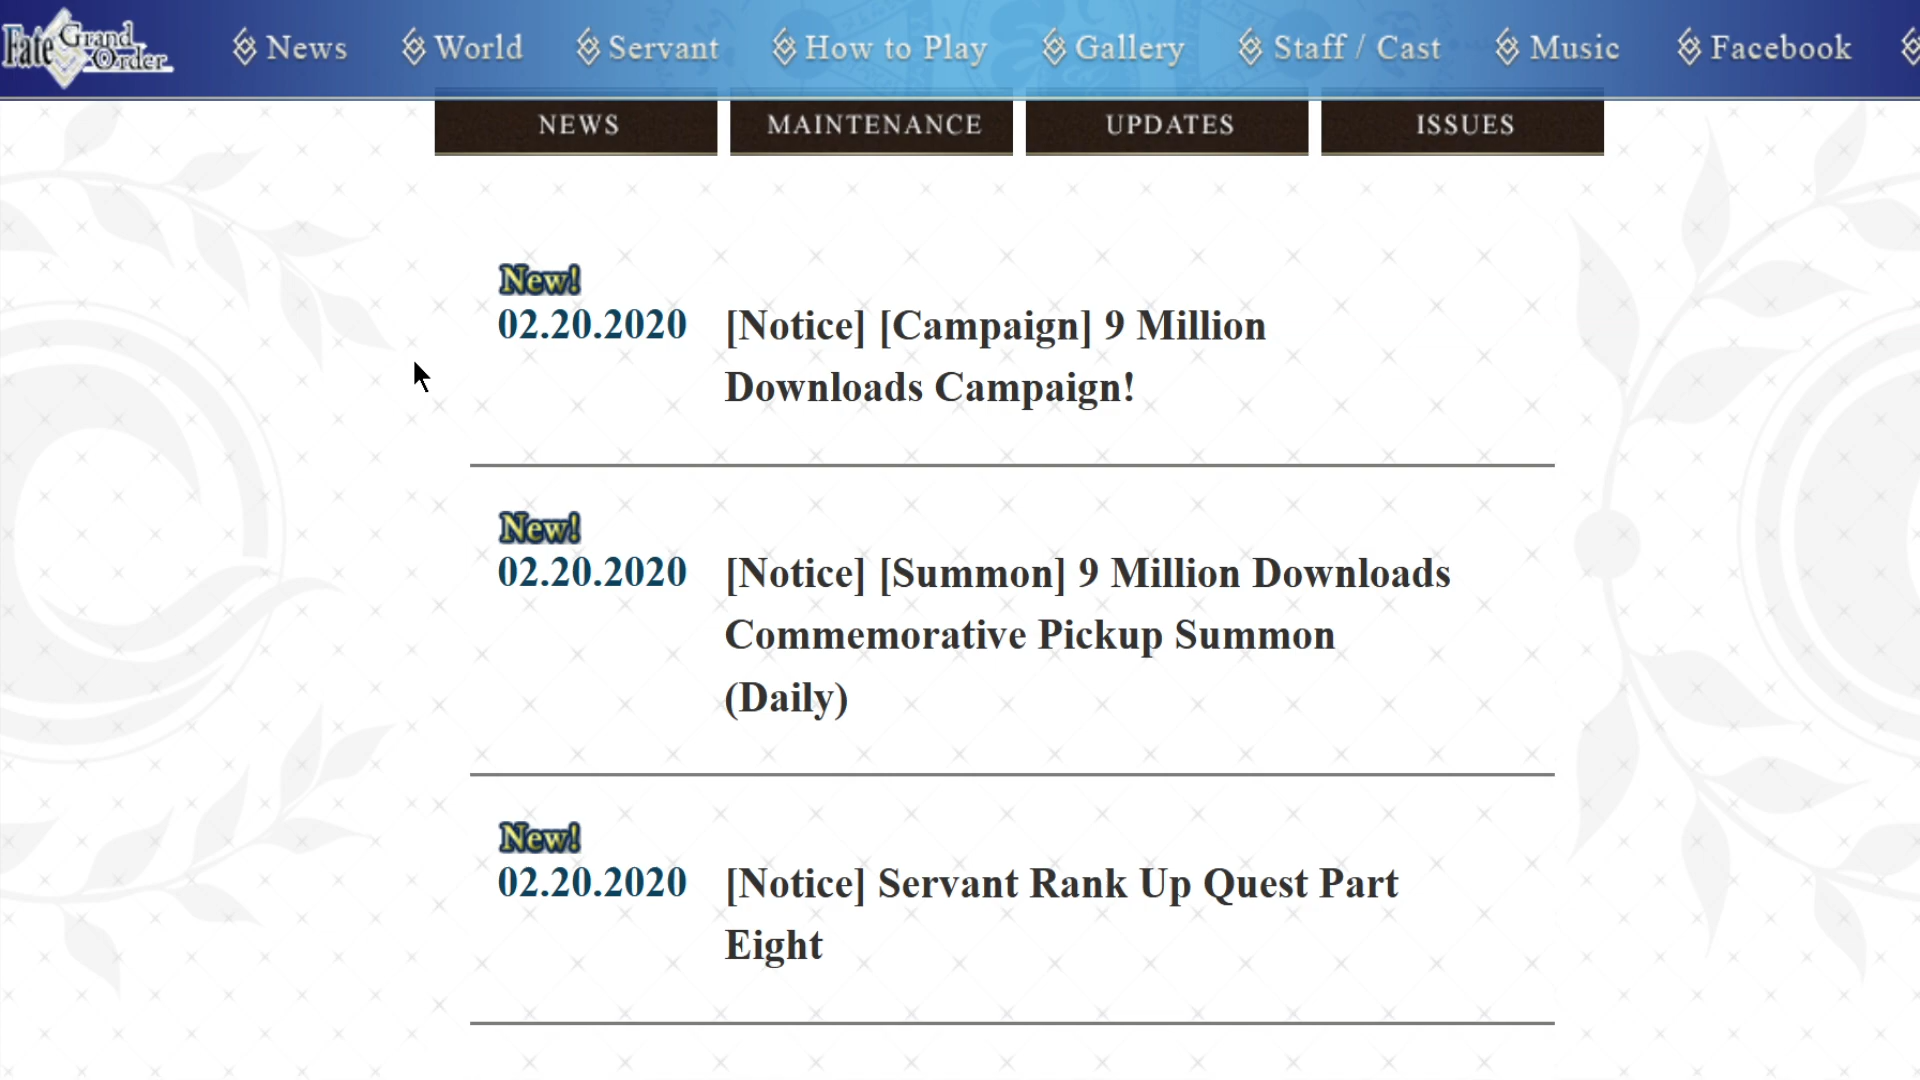 Fate Grand Order
News World Servant How to Play Gallery Staff / Cast Music Facebook
NEWS MAINTENANCE UPDATES ISSUES
New!
02.20.2020 [Notice] [Campaign] 9 Million
Downloads Campaign!
New!
02.20.2020 [Notice] [Summon] 9 Million Downloads
Commemorative Pickup Summon
(Daily)
New!
02.20.2020 [Notice] Servant Rank Up Quest Part
Eight